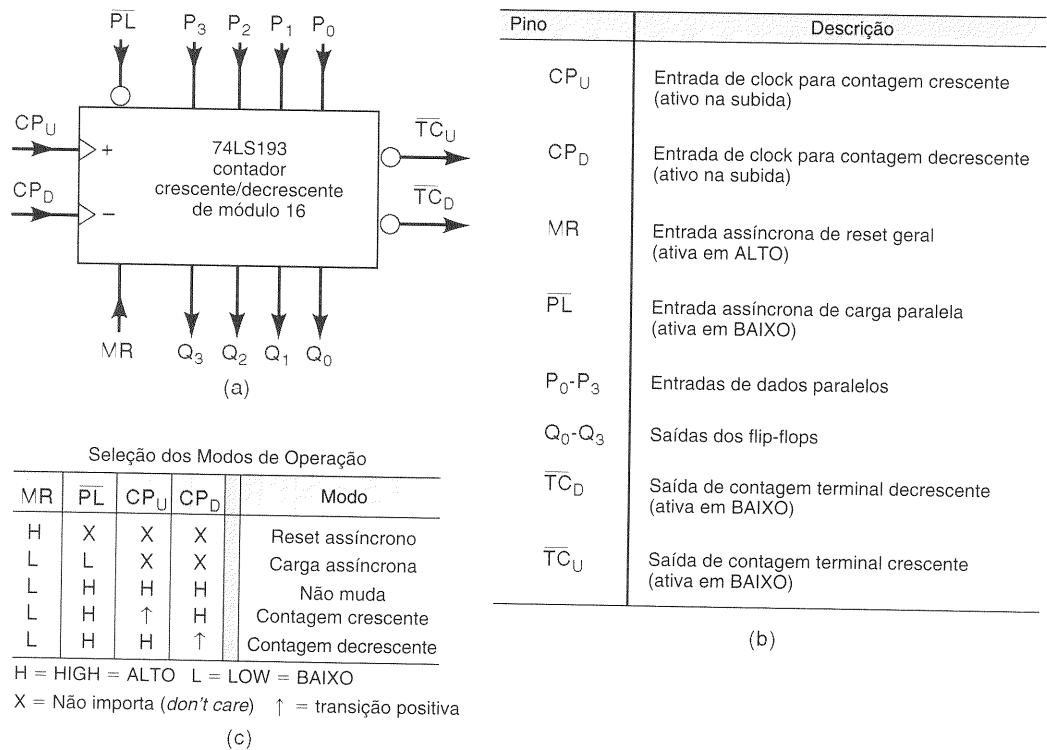 PL P3 P2 P1 P0
CPU
CPD
+
−
74LS193
contador
crescente/decrescente
de módulo 16
TCU
TCD
MR Q3 Q2 Q1 Q0
(a)
Pino Descrição
CPU Entrada de clock para contagem crescente
(ativo na subida)
CPD Entrada de clock para contagem decrescente
(ativo na subida)
MR Entrada assíncrona de reset geral
(ativa em ALTO)
PL Entrada assíncrona de carga paralela
(ativa em BAIXO)
P0-P3 Entradas de dados paralelos
Q0-Q3 Saídas dos flip-flops
TCD Saída de contagem terminal decrescente
(ativa em BAIXO)
TCU Saída de contagem terminal crescente
(ativa em BAIXO)
(b)
Seleção dos Modos de Operação
MR PL CPU CPD Modo
H X X X Reset assíncrono
L L X X Carga assíncrona
L H H H Não muda
L H ↑ H Contagem crescente
L H H ↑ Contagem decrescente
H = HIGH = ALTO L = LOW = BAIXO
X = Não importa (don't care) ↑ = transição positiva
(c)